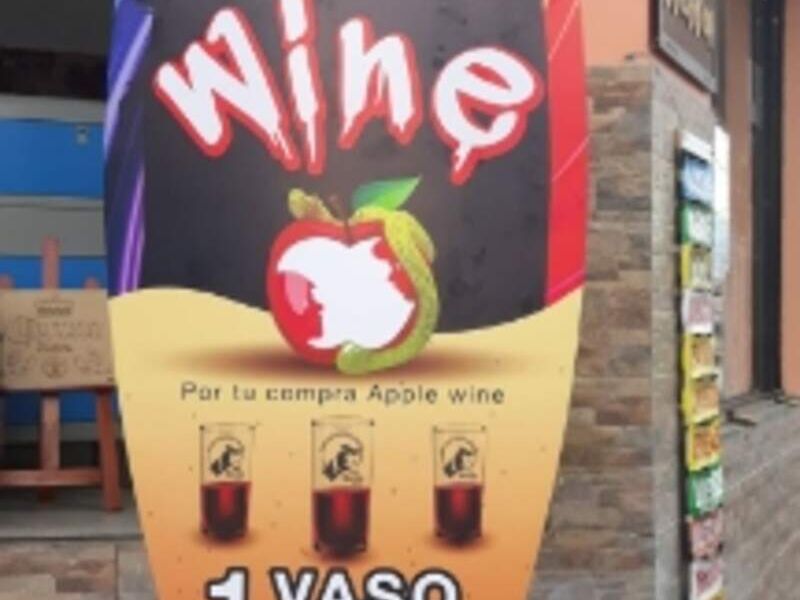 Wine
Por tu compra Apple wine
1 VASO